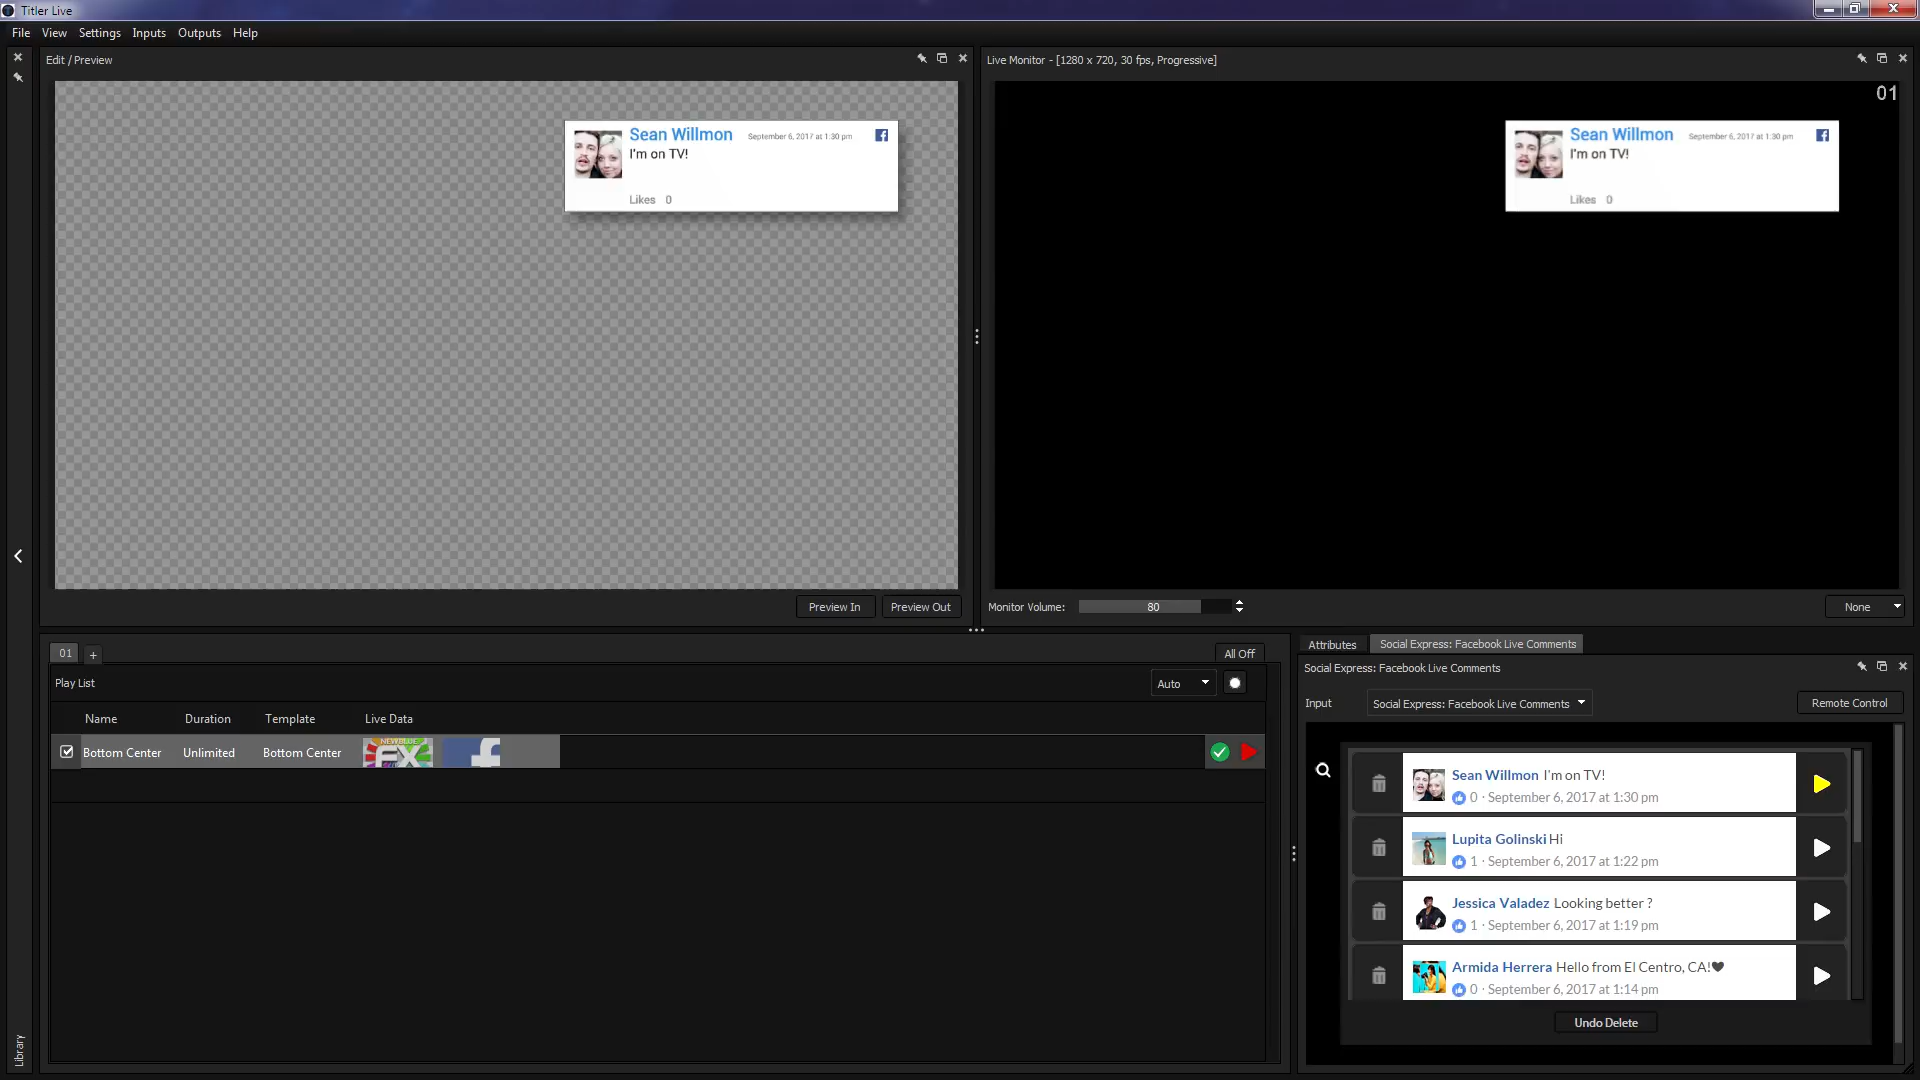 Titler Live
File View Settings Inputs Outputs Help
Edit / Preview
Sean Willmon September 6, 2017 at 1:30 pm
I'm on TV!
Likes 0
Preview In Preview Out
Live Monitor - [1280 x 720, 30 fps, Progressive]
01
Sean Willmon September 6, 2017 at 1:30 pm
I'm on TV!
Likes 0
Monitor Volume: 80 None
01 + All Off
Play List Auto
Name Duration Template Live Data
Bottom Center Unlimited Bottom Center NEWBLUE FX
Library
Attributes Social Express: Facebook Live Comments
Social Express: Facebook Live Comments
Input Social Express: Facebook Live Comments Remote Control
Sean Willmon I'm on TV!
0 · September 6, 2017 at 1:30 pm
Lupita Golinski Hi
1 · September 6, 2017 at 1:22 pm
Jessica Valadez Looking better ?
1 · September 6, 2017 at 1:19 pm
Armida Herrera Hello from El Centro, CA!🖤
0 · September 6, 2017 at 1:14 pm
Undo Delete